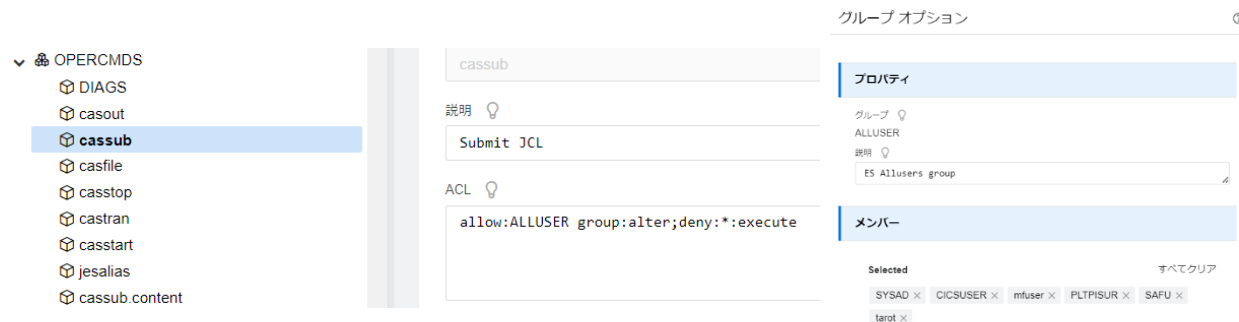 OPERCMDS
DIAGS
casout
cassub
casfile
casstop
castran
casstart
jesalias
cassub.content
cassub
説明
Submit JCL
ACL
allow:ALLUSER group:alter;deny:*:execute
グループ オプション
プロパティ
グループ
ALLUSER
説明
ES Allusers group
メンバー
Selected すべてクリア
SYSAD × CICSUSER × mfuser × PLTPISUR × SAFU ×
tarot ×